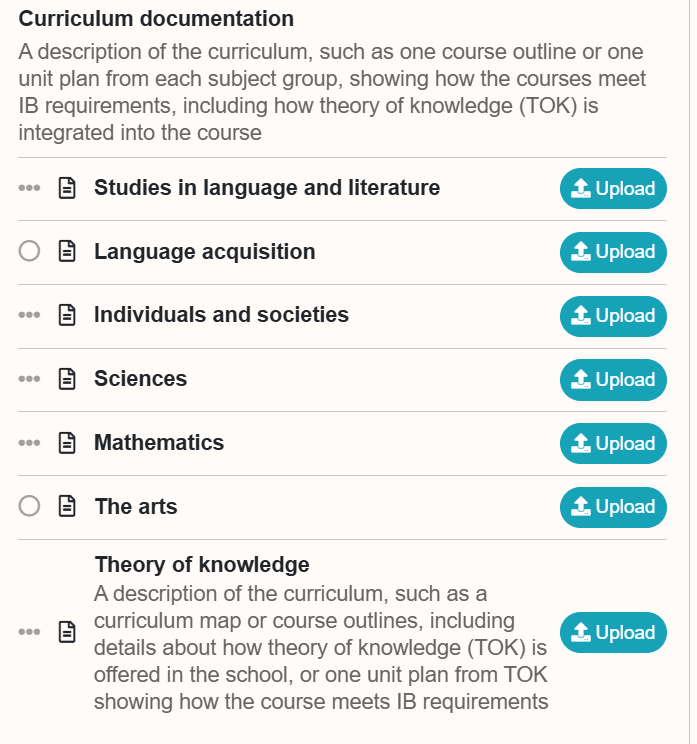 Curriculum documentation
A description of the curriculum, such as one course outline or one
unit plan from each subject group, showing how the courses meet
IB requirements, including how theory of knowledge (TOK) is
integrated into the course
Studies in language and literature Upload
Language acquisition Upload
Individuals and societies Upload
Sciences Upload
Mathematics Upload
The arts Upload
Theory of knowledge
A description of the curriculum, such as a
curriculum map or course outlines, including
details about how theory of knowledge (TOK) is Upload
offered in the school, or one unit plan from TOK
showing how the course meets IB requirements